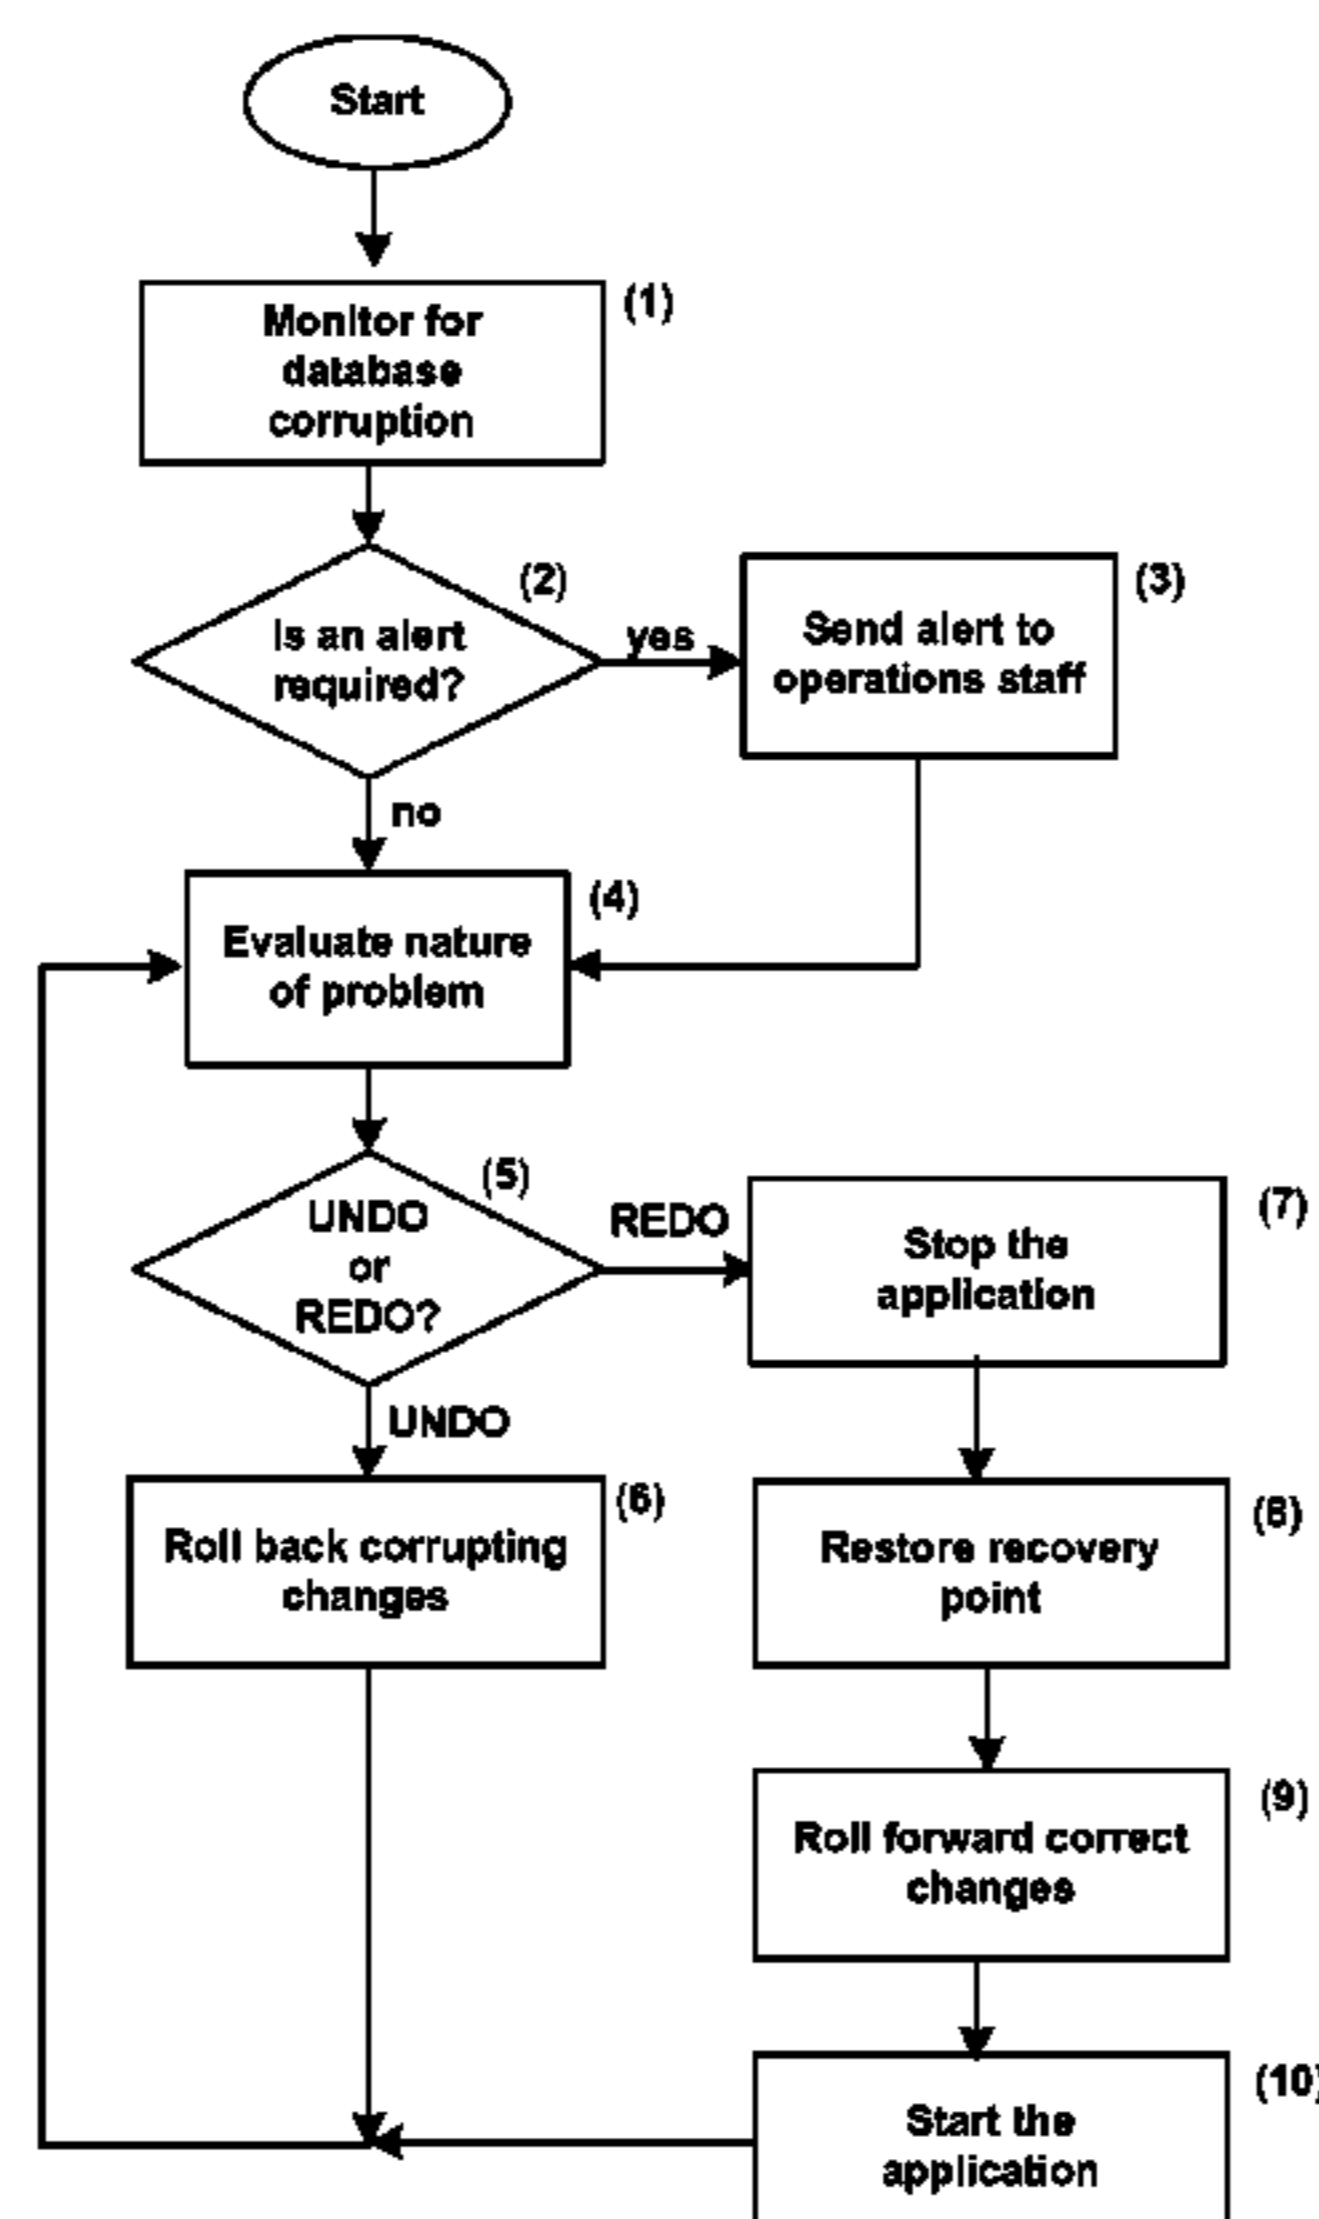 Start
(1)
Monitor for
database
corruption
(2)
Is an alert
required?
yes
(3)
Send alert to
operations staff
no
(4)
Evaluate nature
of problem
(5)
UNDO
or
REDO?
REDO
(7)
Stop the
application
UNDO
(6)
Roll back corrupting
changes
(8)
Restore recovery
point
(9)
Roll forward correct
changes
(10)
Start the
application